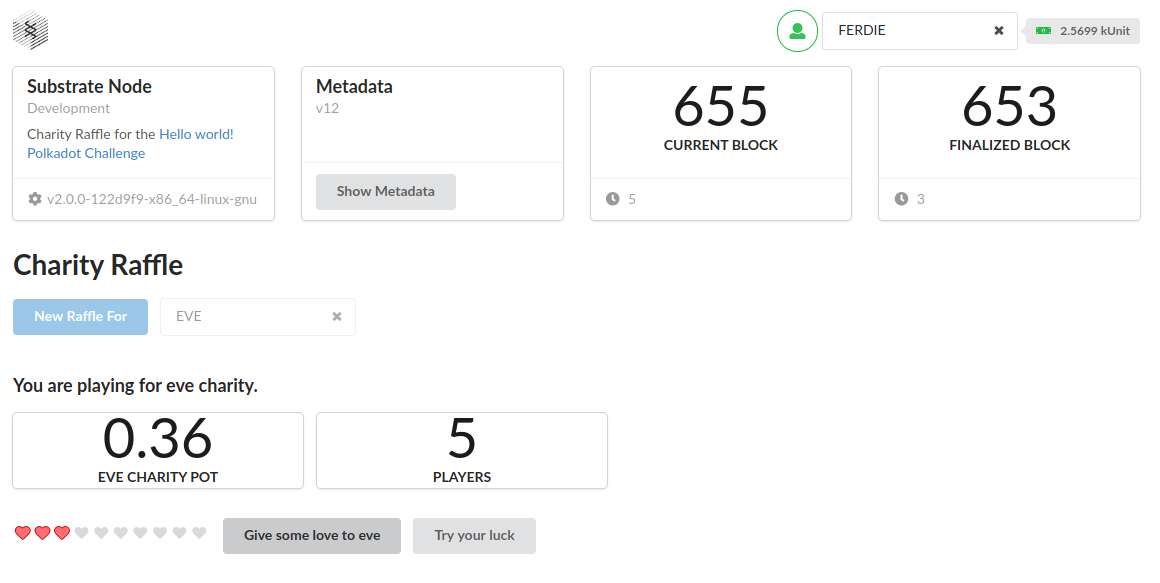 FERDIE
2.5699 kUnit
Substrate Node
Development
Charity Raffle for the Hello world!
Polkadot Challenge
v2.0.0-122d9f9-x86_64-linux-gnu
Metadata
v12
Show Metadata
655
CURRENT BLOCK
5
653
FINALIZED BLOCK
3
Charity Raffle
New Raffle For
EVE
You are playing for eve charity.
0.36
EVE CHARITY POT
5
PLAYERS
Give some love to eve
Try your luck